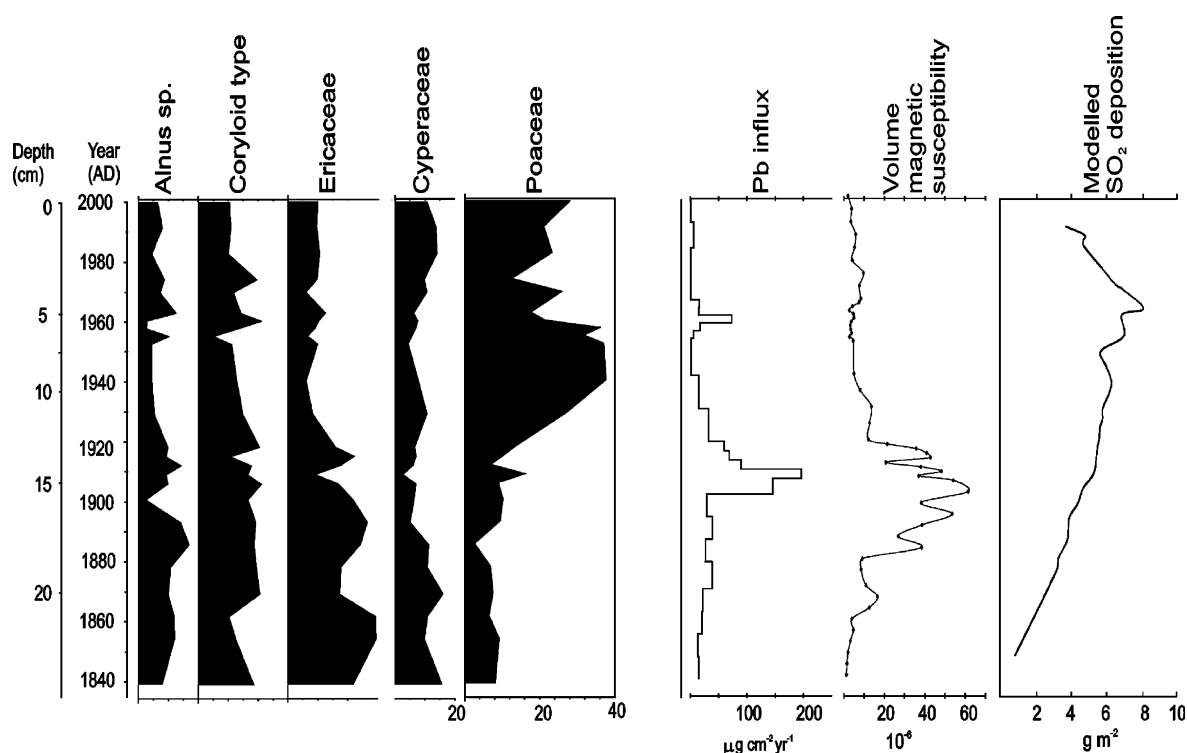 Depth
(cm)
Year
(AD)
Alnus sp.
Coryloid type
Ericaceae
Cyperaceae
Poaceae
Pb influx
Volume
magnetic
susceptibility
Modelled
SO₂ deposition
0
5
10
15
20
2000
1980
1960
1940
1920
1900
1880
1860
1840
20
20
40
100
200
µg cm⁻²yr⁻¹
20
40
60
10⁻⁶
2
4
6
8
10
g m⁻²